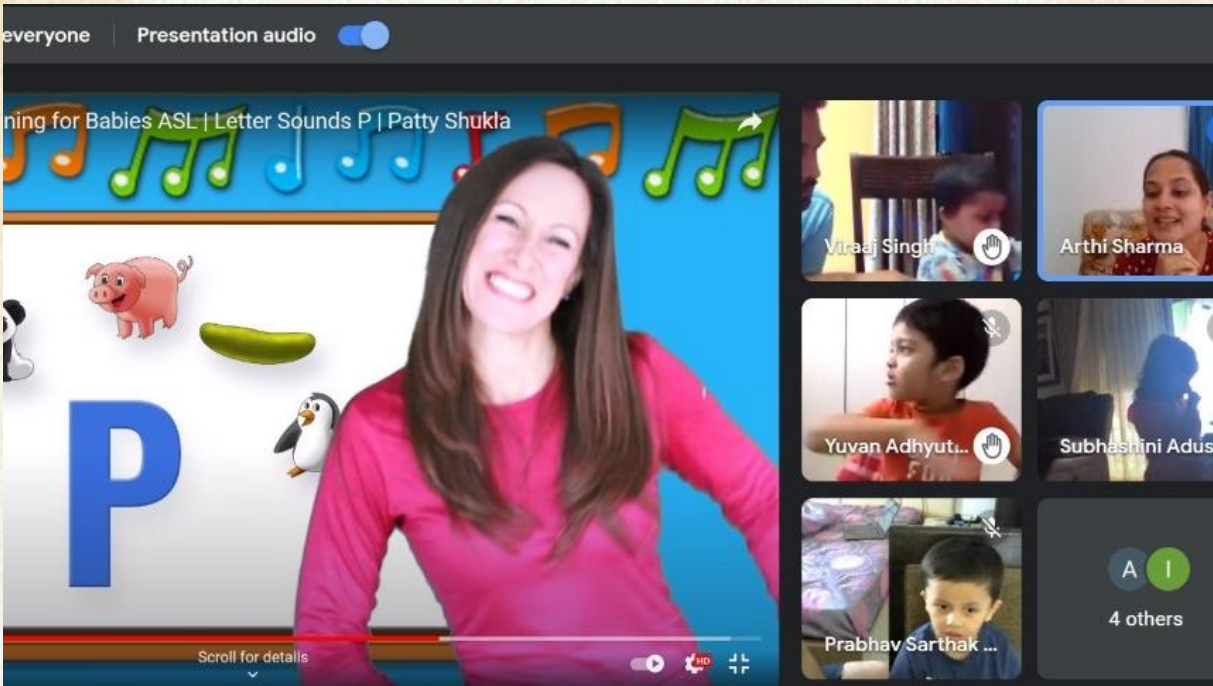 everyone
Presentation audio
ning for Babies ASL | Letter Sounds P | Patty Shukla
P
Scroll for details
HD
Viraaj Singh
Arthi Sharma
Yuvan Adhyut...
Subhashini Adus
Prabhav Sarthak ...
A I
4 others